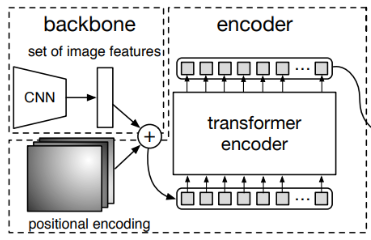 backbone
set of image features
CNN
+
positional encoding
encoder
...
transformer
encoder
...